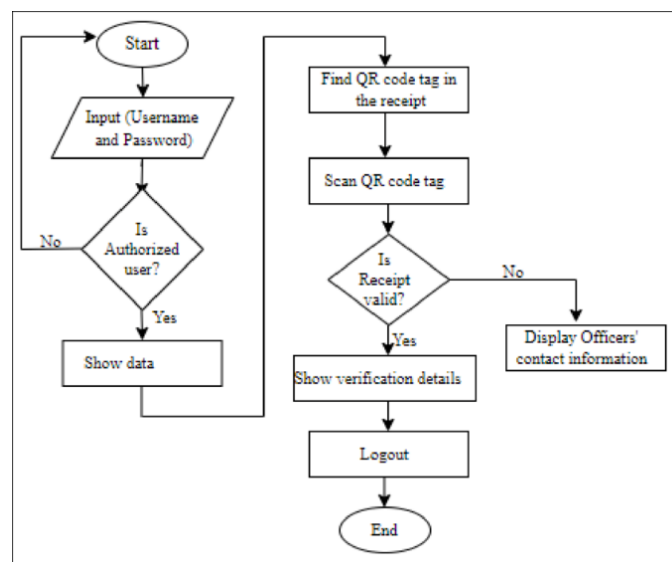 Start
Input (Username
and Password)
Is
Authorized
user?
No
Yes
Show data
Find QR code tag in
the receipt
Scan QR code tag
Is
Receipt
valid?
No
Yes
Display Officers'
contact information
Show verification details
Logout
End